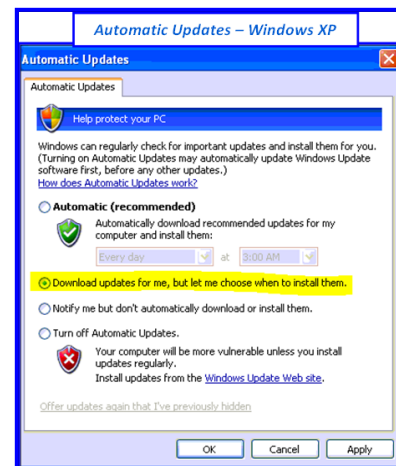 Automatic Updates – Windows XP
Automatic Updates
Automatic Updates
Help protect your PC
Windows can regularly check for important updates and install them for you.
(Turning on Automatic Updates may automatically update Windows Update
software first, before any other updates.)
How does Automatic Updates work?
Automatic (recommended)
Automatically download recommended updates for my
computer and install them:
Every day at 3:00 AM
Download updates for me, but let me choose when to install them.
Notify me but don't automatically download or install them.
Turn off Automatic Updates.
Your computer will be more vulnerable unless you install
updates regularly.
Install updates from the Windows Update Web site.
Offer updates again that I've previously hidden
OK Cancel Apply